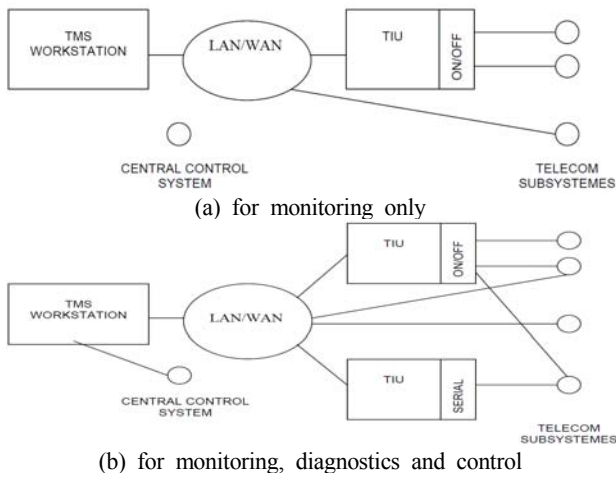 TMS
WORKSTATION
LAN/WAN
TIU
ON/OFF
CENTRAL CONTROL
SYSTEM
TELECOM
SUBSYSTEMES
(a) for monitoring only
TIU
ON/OFF
TMS
WORKSTATION
LAN/WAN
TIU
SERIAL
CENTRAL CONTROL
SYSTEM
TELECOM
SUBSYSTEMES
(b) for monitoring, diagnostics and control